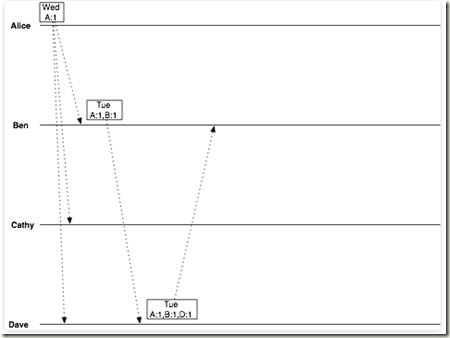 Wed
A:1
Alice
Tue
A:1,B:1
Ben
Cathy
Tue
A:1,B:1,D:1
Dave